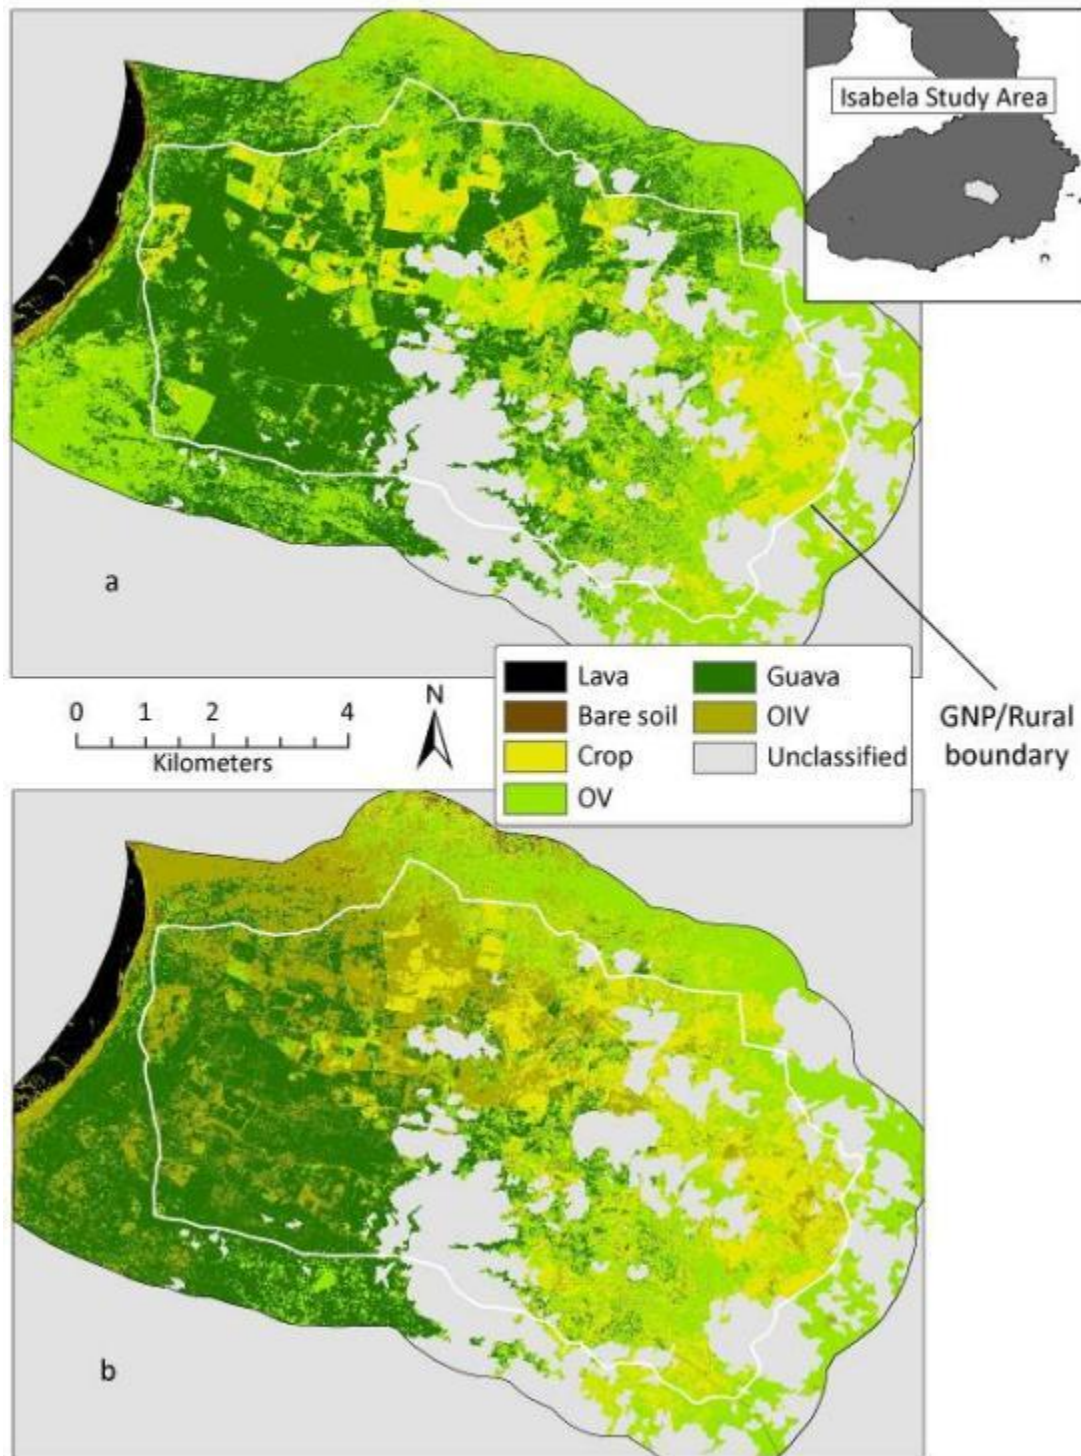 Isabela Study Area
a
Lava
Bare soil
Crop
OV
Guava
OIV
Unclassified
GNP/Rural
boundary
0 1 2 4
Kilometers
N
b